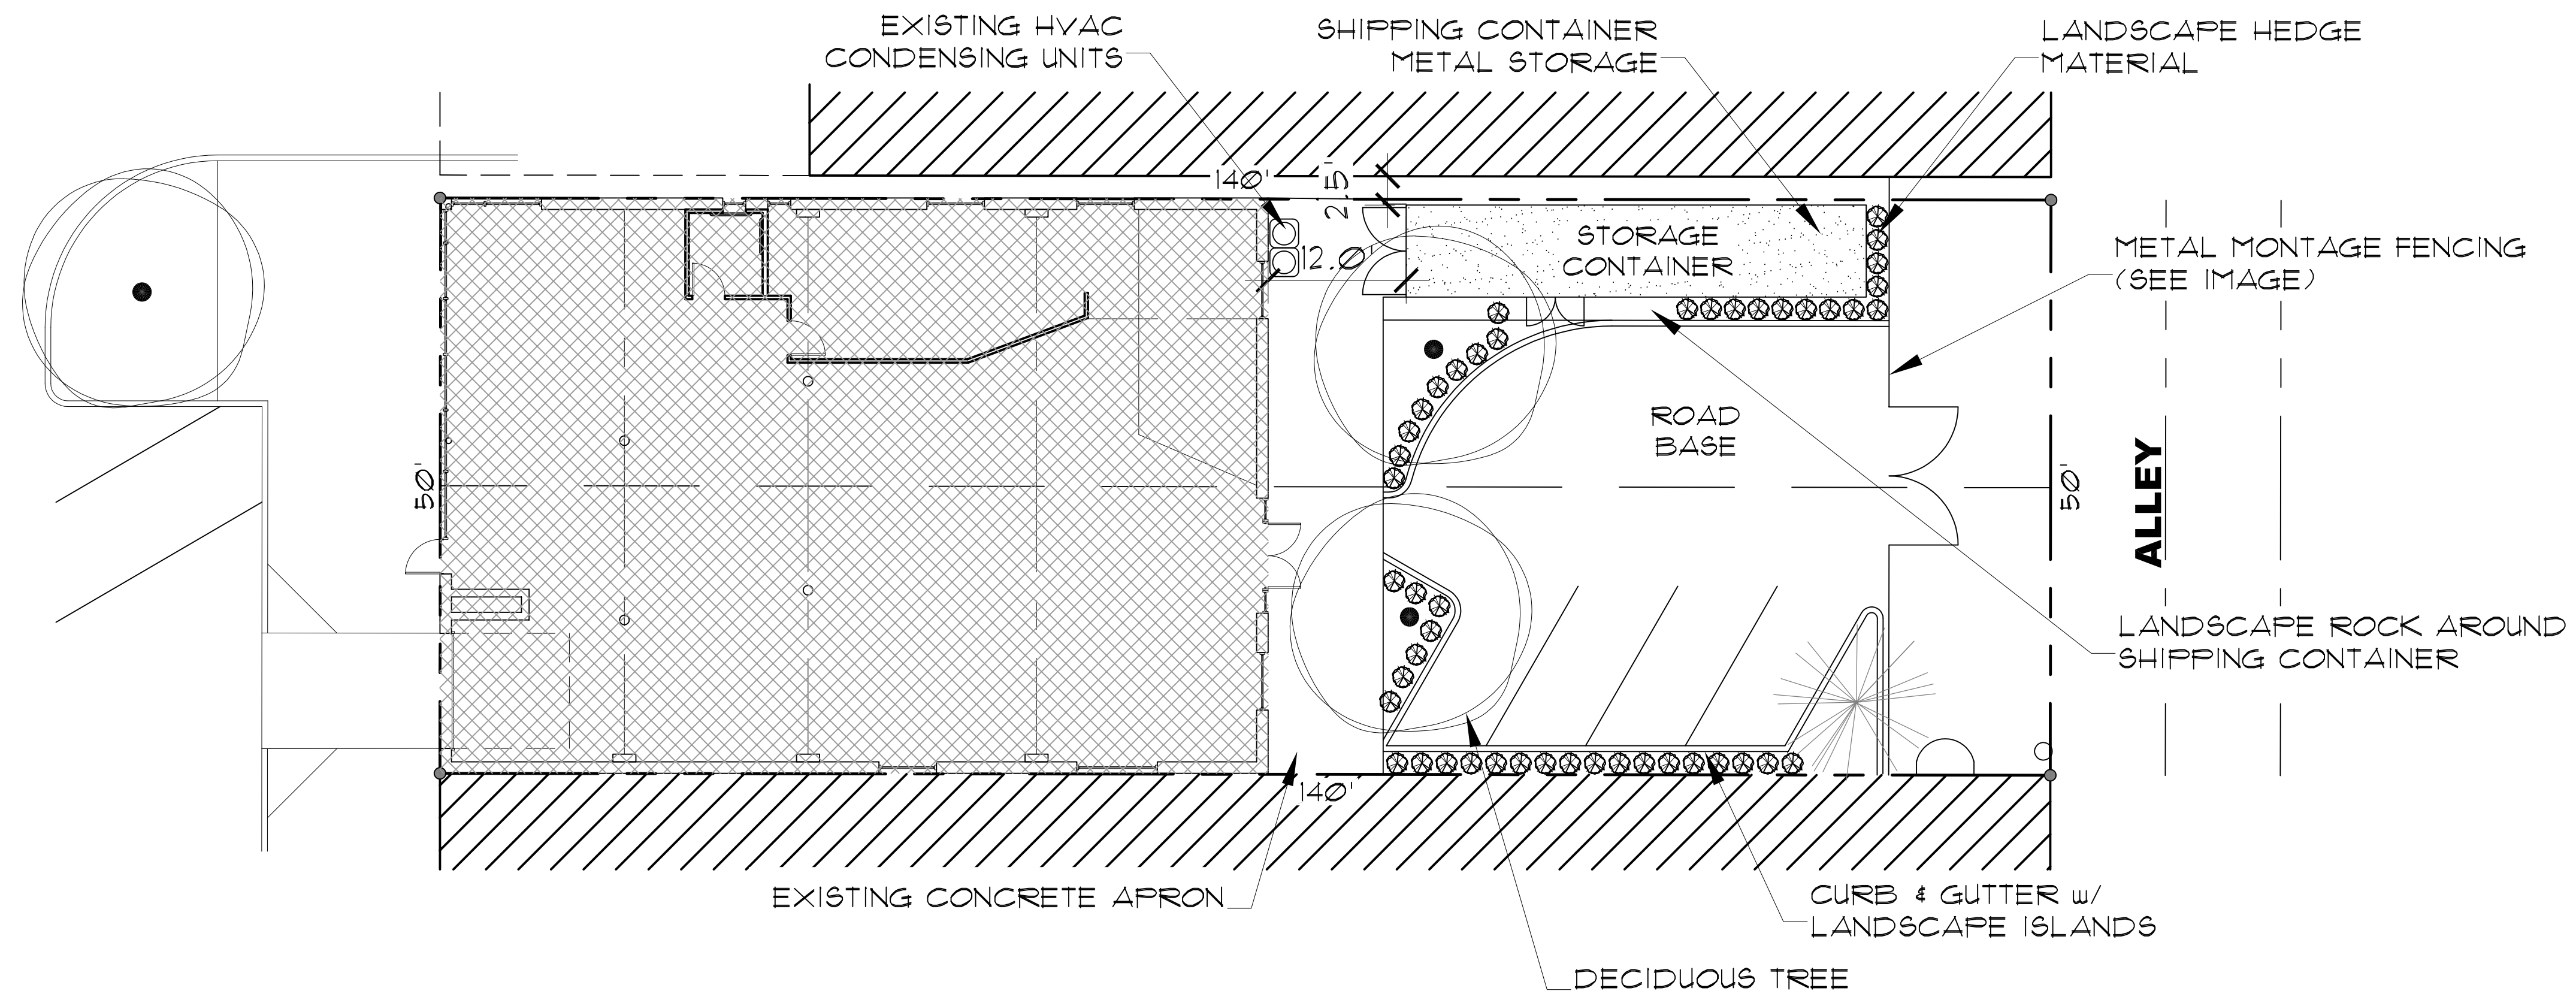 EXISTING HVAC
CONDENSING UNITS
SHIPPING CONTAINER
METAL STORAGE
LANDSCAPE HEDGE
MATERIAL
140'
2.5'
12.0'
STORAGE
CONTAINER
METAL MONTAGE FENCING
(SEE IMAGE)
ROAD
BASE
50'
50'
ALLEY
LANDSCAPE ROCK AROUND
SHIPPING CONTAINER
140'
EXISTING CONCRETE APRON
CURB & GUTTER w/
LANDSCAPE ISLANDS
DECIDUOUS TREE